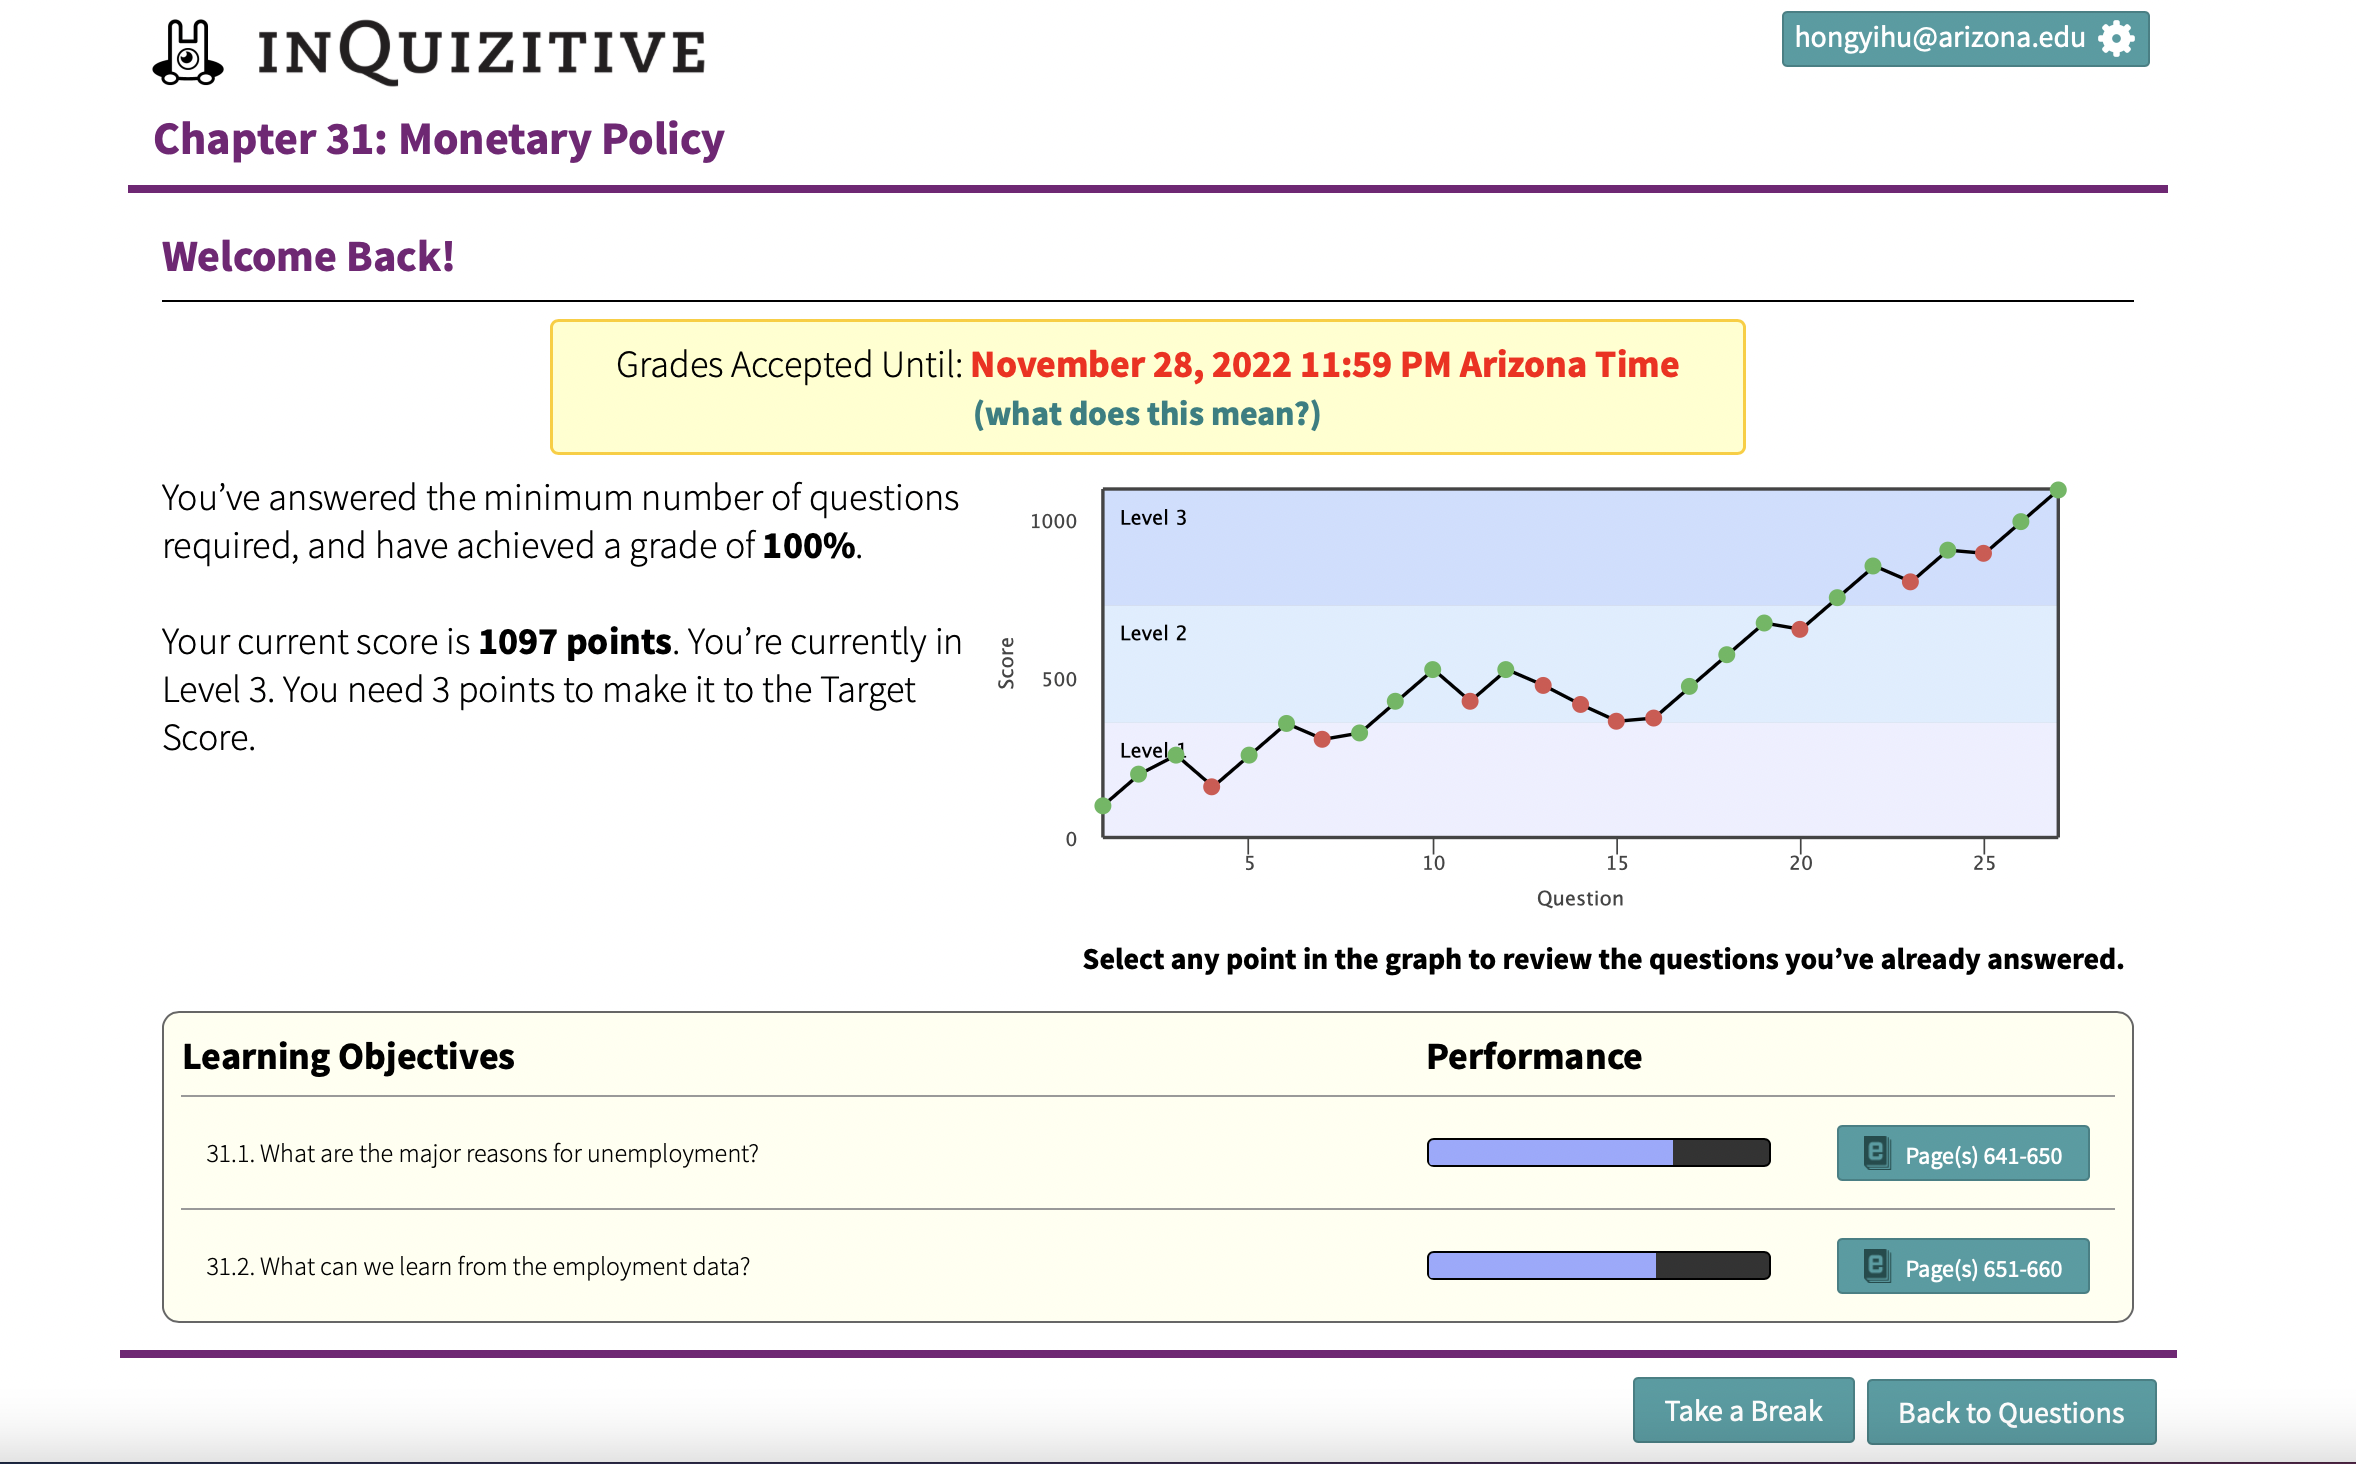 INQUIZITIVE
hongyihu@arizona.edu
Chapter 31: Monetary Policy
Welcome Back!
Grades Accepted Until: November 28, 2022 11:59 PM Arizona Time
(what does this mean?)
You’ve answered the minimum number of questions
required, and have achieved a grade of 100%.
Your current score is 1097 points. You’re currently in
Level 3. You need 3 points to make it to the Target
Score.
1000
500
0
Score
Level 3
Level 2
Level 1
5
10
15
20
25
Question
Select any point in the graph to review the questions you’ve already answered.
Learning Objectives
Performance
31.1. What are the major reasons for unemployment?
e
Page(s) 641-650
31.2. What can we learn from the employment data?
e
Page(s) 651-660
Take a Break
Back to Questions